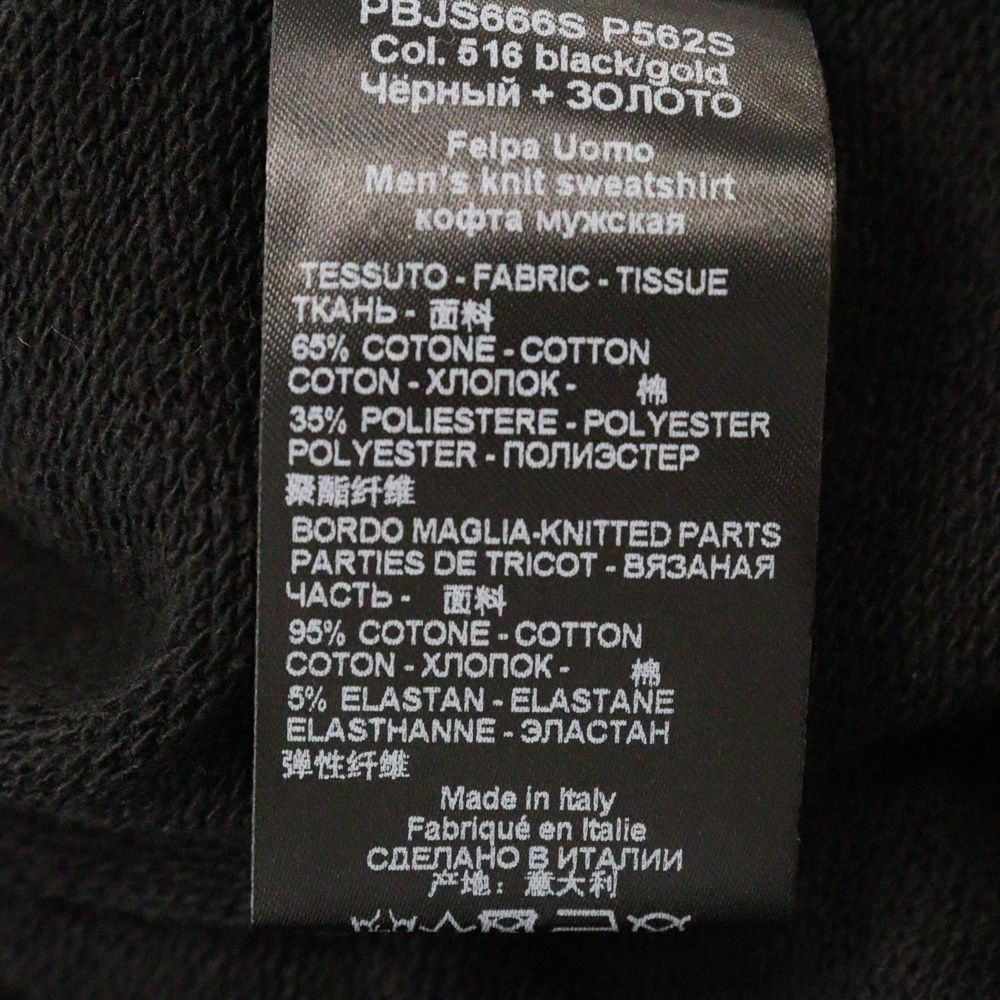 PBJS666S P562S
Col. 516 black/gold
Чёрный + ЗОЛОТО
Felpa Uomo
Men's knit sweatshirt
кофта мужская
TESSUTO - FABRIC - TISSUE
ТКАНЬ - 面料
65% COTONE - COTTON
COTON - ХЛОПОК - 棉
35% POLIESTERE - POLYESTER
POLYESTER - ПОЛИЭСТЕР
聚酯纤维
BORDO MAGLIA-KNITTED PARTS
PARTIES DE TRICOT - ВЯЗАНАЯ
ЧАСТЬ - 面料
95% COTONE - COTTON
COTON - ХЛОПОК - 棉
5% ELASTAN - ELASTANE
ELASTHANNE - ЭЛАСТАН
弹性纤维
Made in Italy
Fabriqué en Italie
СДЕЛАНО В ИТАЛИИ
产地：意大利